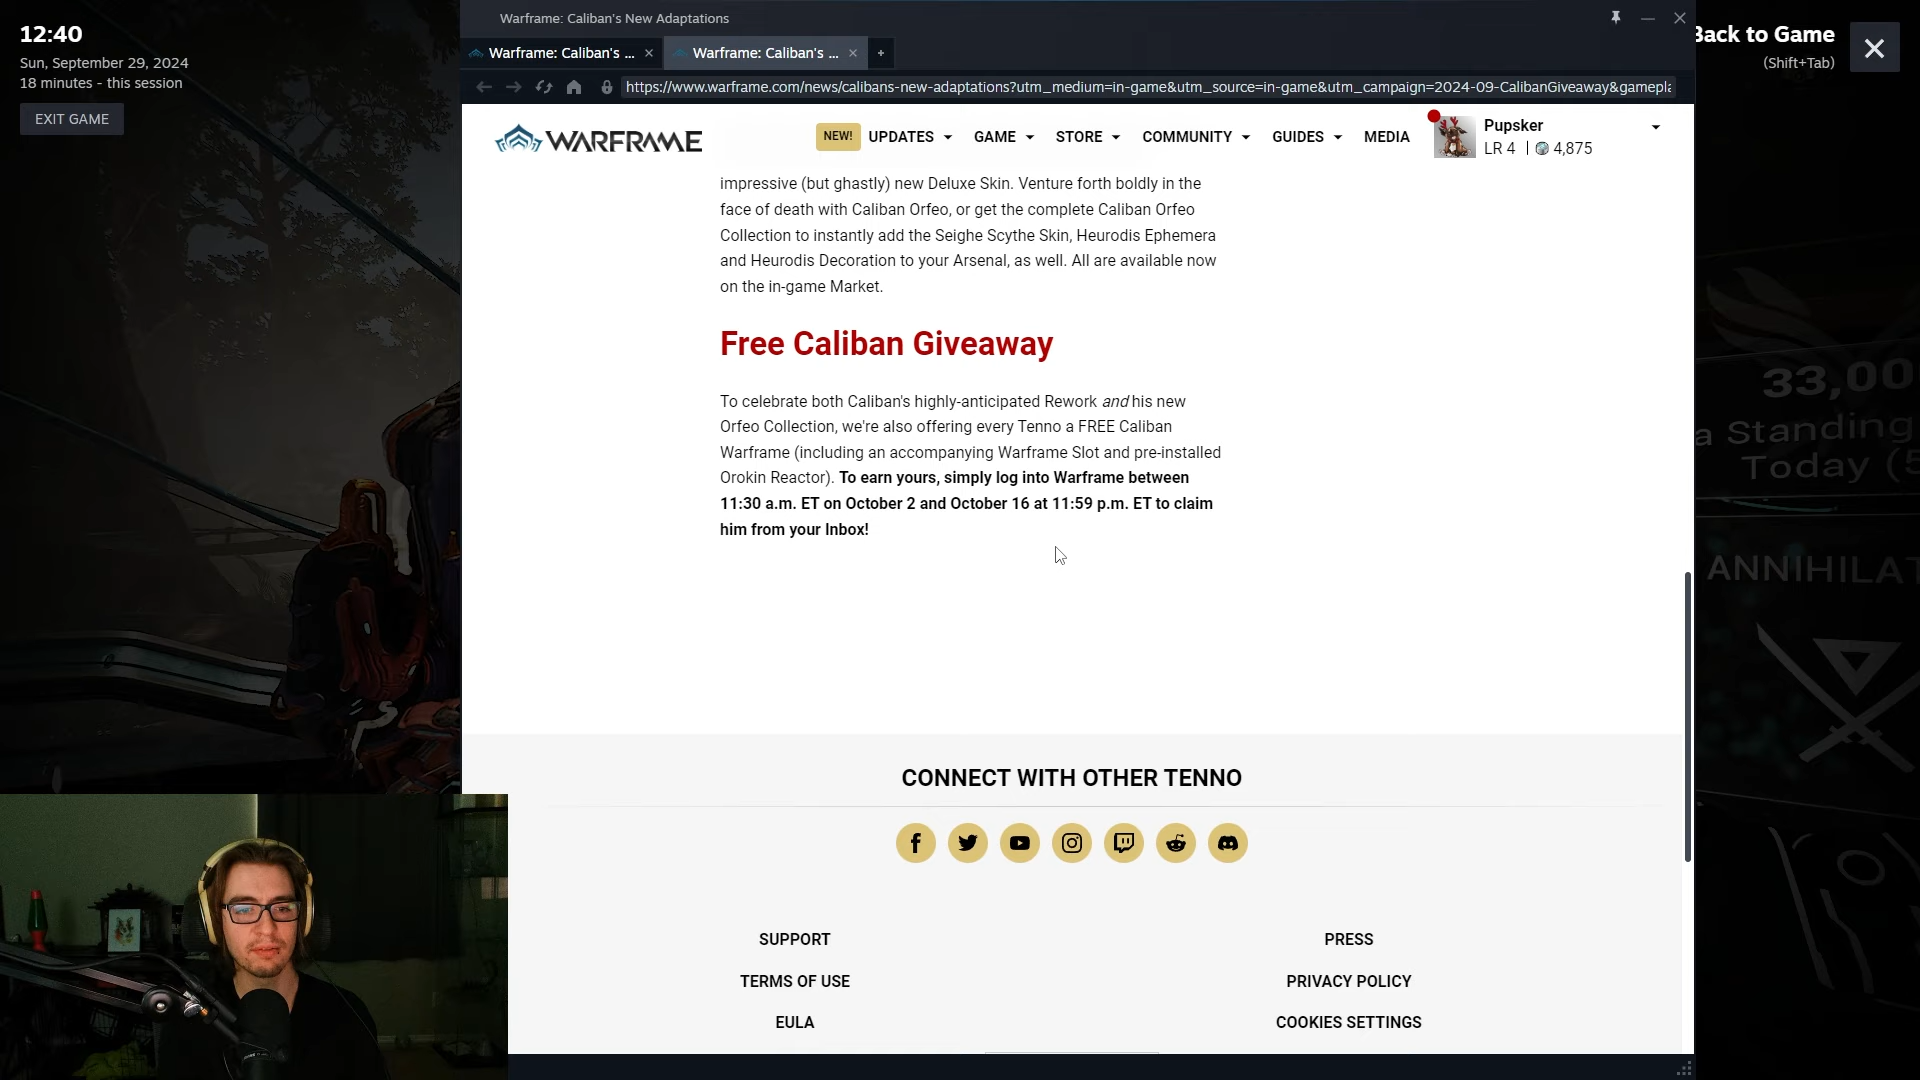 12:40
Sun, September 29, 2024
18 minutes - this session
EXIT GAME
Warframe: Caliban's New Adaptations
Warframe: Caliban's ...
Warframe: Caliban's ...
https://www.warframe.com/news/calibans-new-adaptations?utm_medium=in-game&utm_source=in-game&utm_campaign=2024-09-CalibanGiveaway&gamepla
Back to Game
(Shift+Tab)
WARFRAME
NEW!
UPDATES
GAME
STORE
COMMUNITY
GUIDES
MEDIA
Pupsker
LR 4 | 4,875
impressive (but ghastly) new Deluxe Skin. Venture forth boldly in the
face of death with Caliban Orfeo, or get the complete Caliban Orfeo
Collection to instantly add the Seighe Scythe Skin, Heurodis Ephemera
and Heurodis Decoration to your Arsenal, as well. All are available now
on the in-game Market.
Free Caliban Giveaway
To celebrate both Caliban's highly-anticipated Rework and his new
Orfeo Collection, we're also offering every Tenno a FREE Caliban
Warframe (including an accompanying Warframe Slot and pre-installed
Orokin Reactor). To earn yours, simply log into Warframe between
11:30 a.m. ET on October 2 and October 16 at 11:59 p.m. ET to claim
him from your Inbox!
33,00
a Standing
Today (5
ANNIHILAT
CONNECT WITH OTHER TENNO
SUPPORT
PRESS
TERMS OF USE
PRIVACY POLICY
EULA
COOKIES SETTINGS